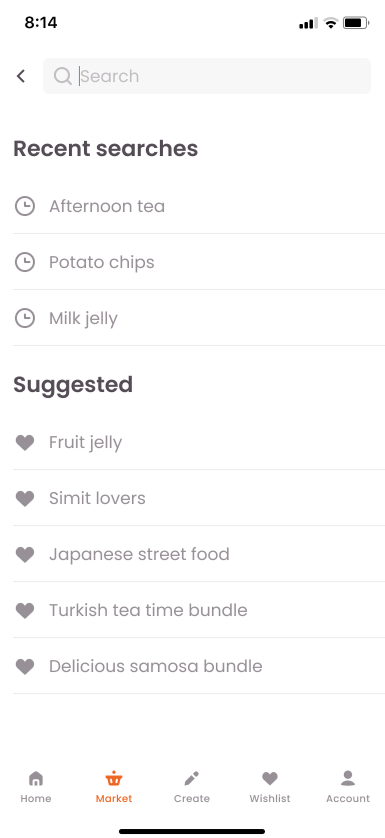 8:14
Search
Recent searches
Afternoon tea
Potato chips
Milk jelly
Suggested
Fruit jelly
Simit lovers
Japanese street food
Turkish tea time bundle
Delicious samosa bundle
Home Market Create Wishlist Account